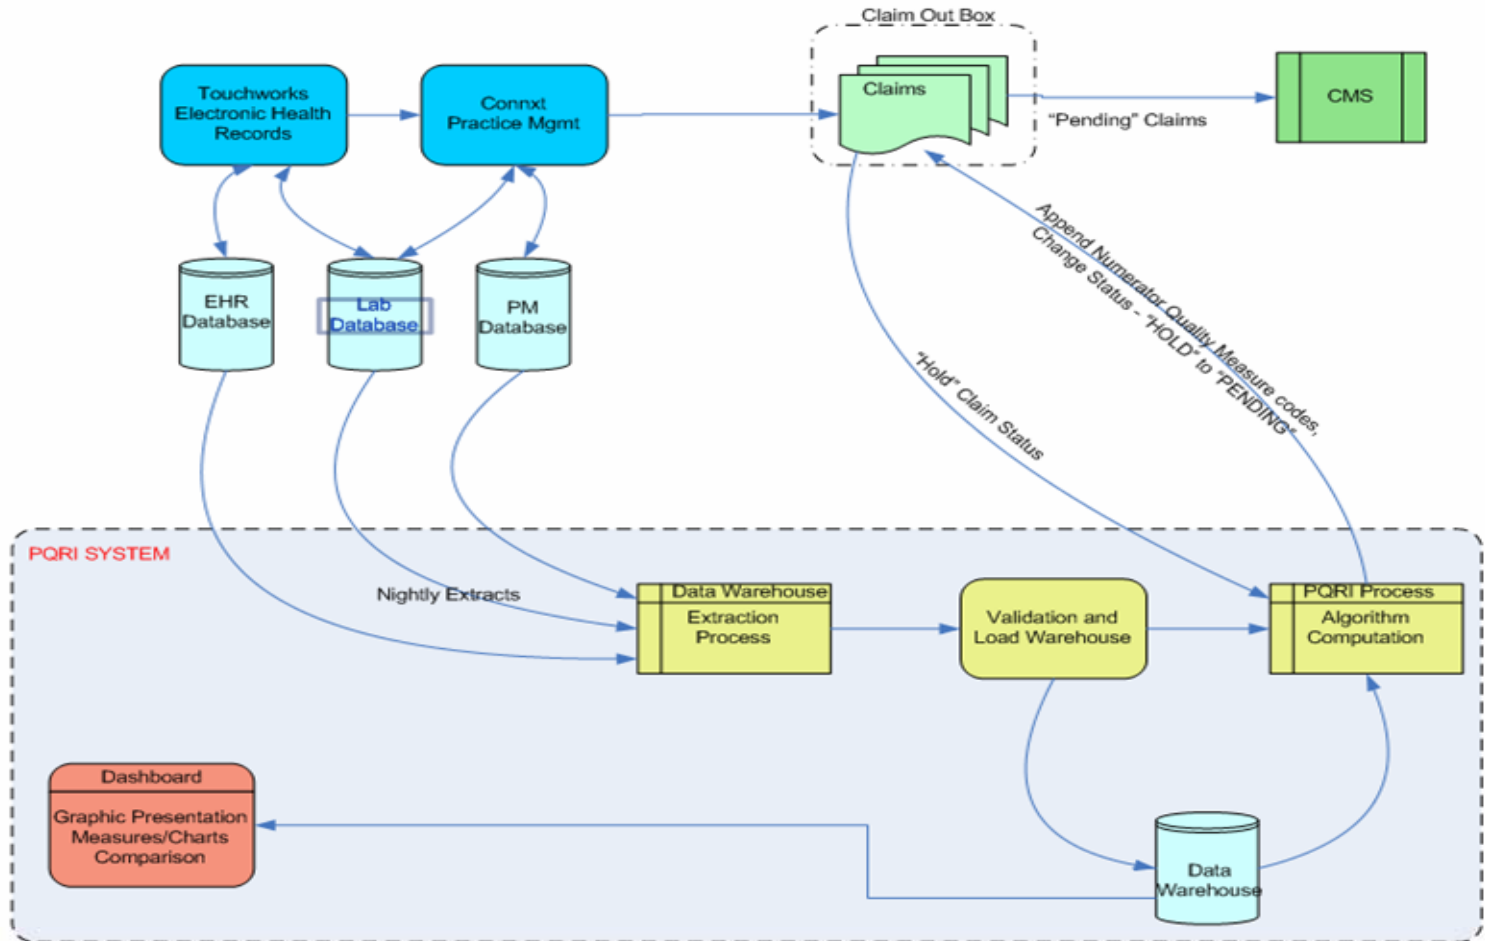 Claim Out Box
Touchworks
Electronic Health
Records
Connxt
Practice Mgmt
Claims
"Pending" Claims
CMS
EHR
Database
Lab
Database
PM
Database
Append Numerator Quality Measure codes,
Change Status - "HOLD" to "PENDING"
"Hold" Claim Status
PQRI SYSTEM
Nightly Extracts
Data Warehouse
Extraction
Process
Validation and
Load Warehouse
PQRI Process
Algorithm
Computation
Dashboard
Graphic Presentation
Measures/Charts
Comparison
Data
Warehouse